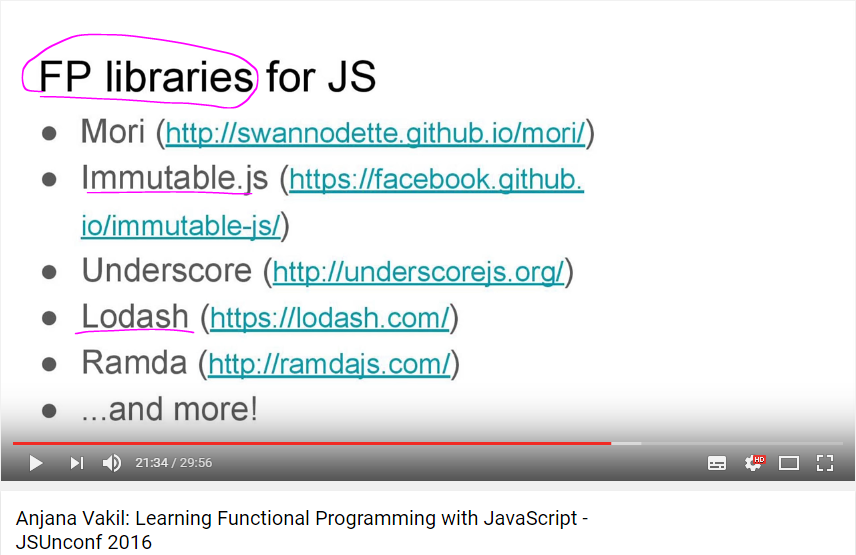 FP libraries for JS
● Mori (http://swannodette.github.io/mori/)
● Immutable.js (https://facebook.github.
io/immutable-js/)
● Underscore (http://underscorejs.org/)
● Lodash (https://lodash.com/)
● Ramda (http://ramdajs.com/)
● ...and more!
21:34 / 29:56 HD
Anjana Vakil: Learning Functional Programming with JavaScript -
JSUnconf 2016